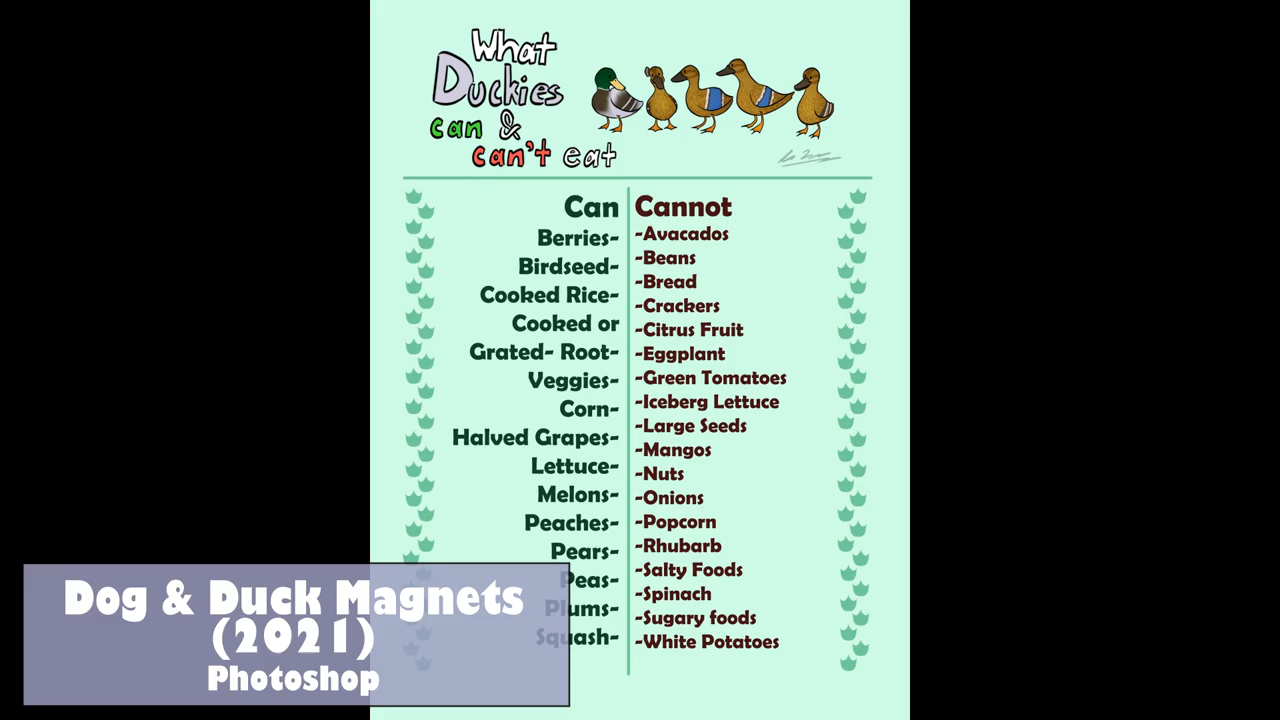 What
Duckies
can &
can't eat
Can
Berries-
Birdseed-
Cooked Rice-
Cooked or
Grated- Root-
Veggies-
Corn-
Halved Grapes-
Lettuce-
Melons-
Peaches-
Pears-
Peas-
Plums-
Squash-
Cannot
-Avacados
-Beans
-Bread
-Crackers
-Citrus Fruit
-Eggplant
-Green Tomatoes
-Iceberg Lettuce
-Large Seeds
-Mangos
-Nuts
-Onions
-Popcorn
-Rhubarb
-Salty Foods
-Spinach
-Sugary foods
-White Potatoes
Dog & Duck Magnets
(2021)
Photoshop